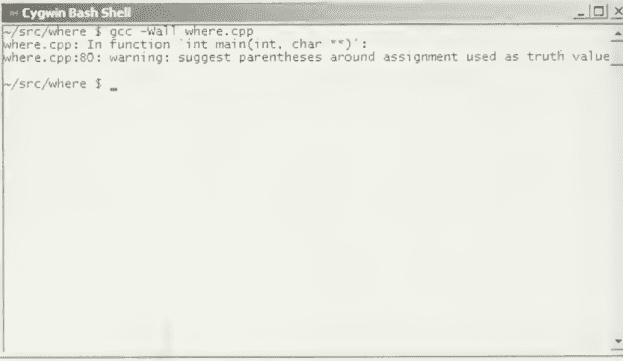 Cygwin Bash Shell
~/src/where $ gcc -Wall where.cpp
where.cpp: In function `int main(int, char **)':
where.cpp:80: warning: suggest parentheses around assignment used as truth value
~/src/where $